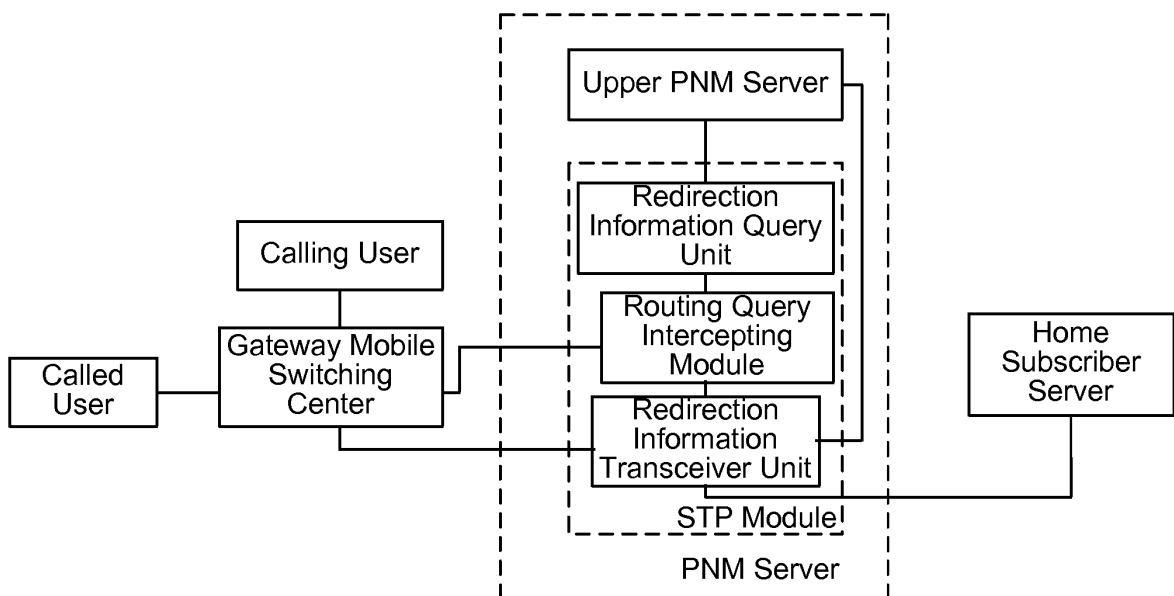 Upper PNM Server
Redirection
Information Query
Unit
Calling User
Routing Query
Intercepting
Module
Gateway Mobile
Switching
Center
Home
Subscriber
Server
Called
User
Redirection
Information
Transceiver Unit
STP Module
PNM Server